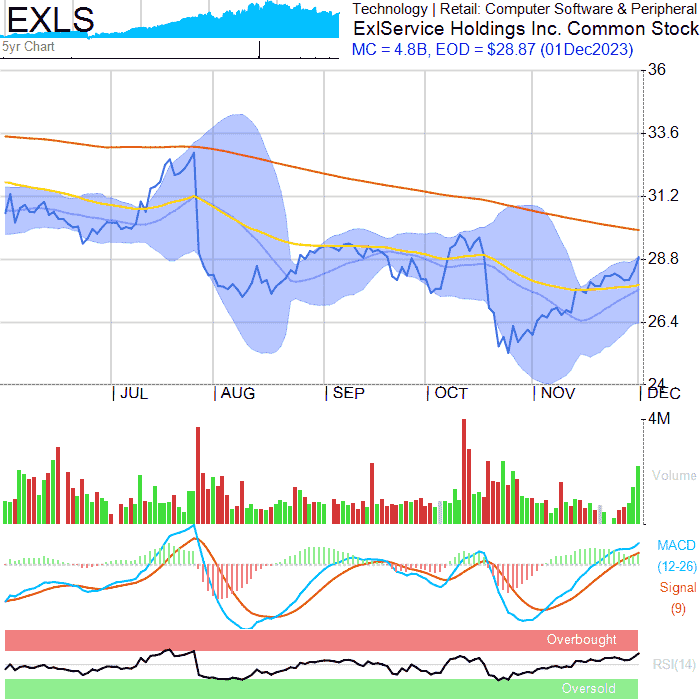 EXLS
5yr Chart
Technology | Retail: Computer Software & Peripheral
ExlService Holdings Inc. Common Stock
MC = 4.8B, EOD = $28.87 (01Dec2023)
36
33.6
31.2
28.8
26.4
24
JUL
AUG
SEP
OCT
NOV
DEC
4M
Volume
MACD
(12-26)
Signal
(9)
Overbought
RSI(14)
Oversold